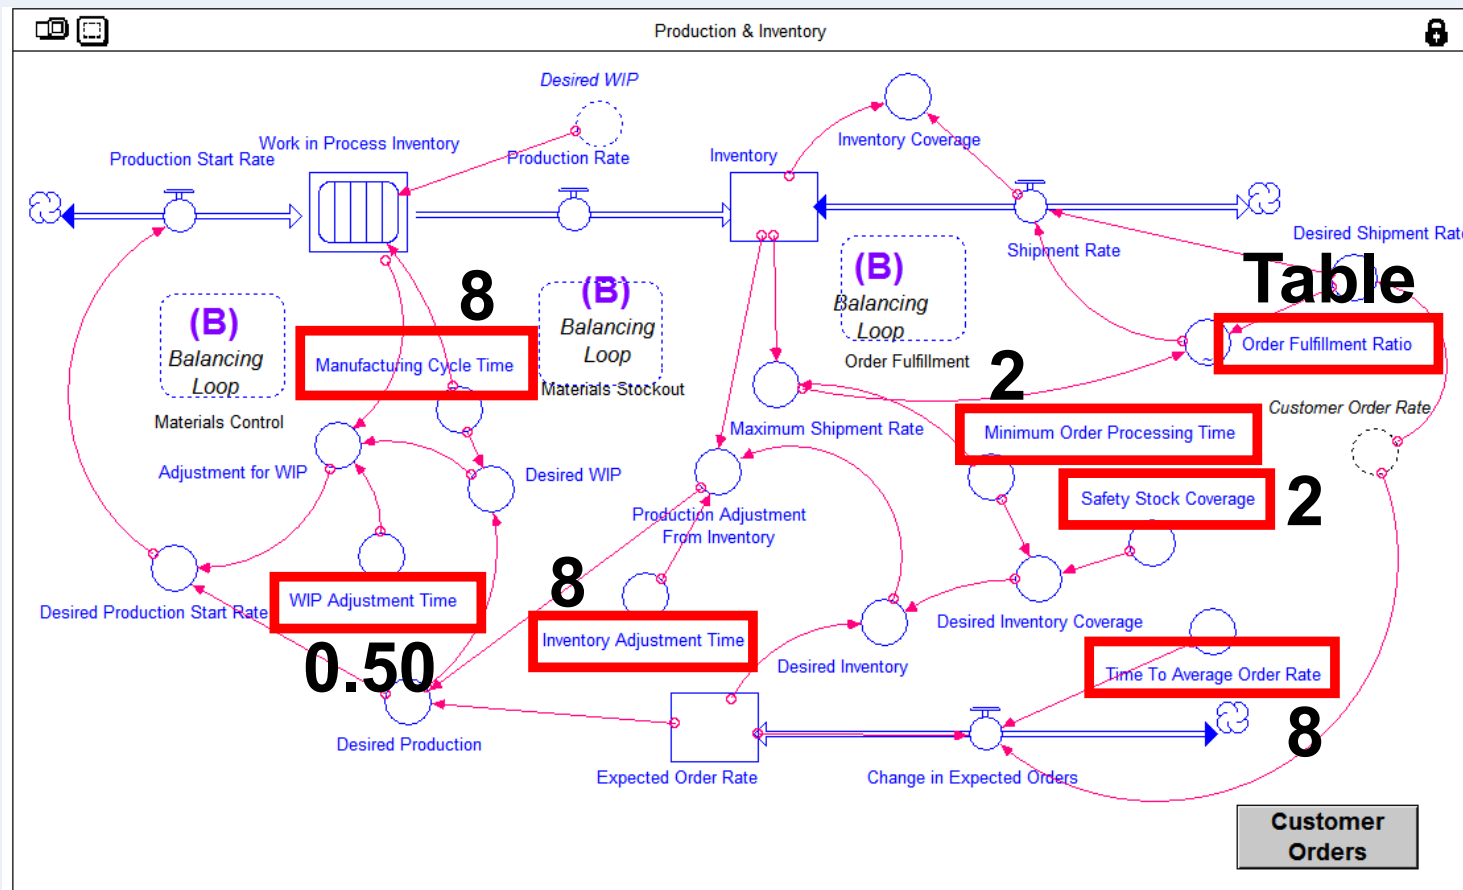 Production & Inventory
Desired WIP
Work in Process Inventory
Production Start Rate
Production Rate
Inventory
Inventory Coverage
Shipment Rate
Desired Shipment Rate
(B)
Balancing
Loop
Materials Control
8
Manufacturing Cycle Time
(B)
Balancing
Loop
Materials Stockout
(B)
Balancing
Loop
Order Fulfillment
Table
Order Fulfillment Ratio
2
Customer Order Rate
Maximum Shipment Rate
Minimum Order Processing Time
Adjustment for WIP
Desired WIP
Safety Stock Coverage
2
Production Adjustment
From Inventory
8
WIP Adjustment Time
Desired Production Start Rate
0.50
Inventory Adjustment Time
Desired Inventory
Desired Inventory Coverage
Time To Average Order Rate
8
Desired Production
Expected Order Rate
Change in Expected Orders
Customer
Orders
~